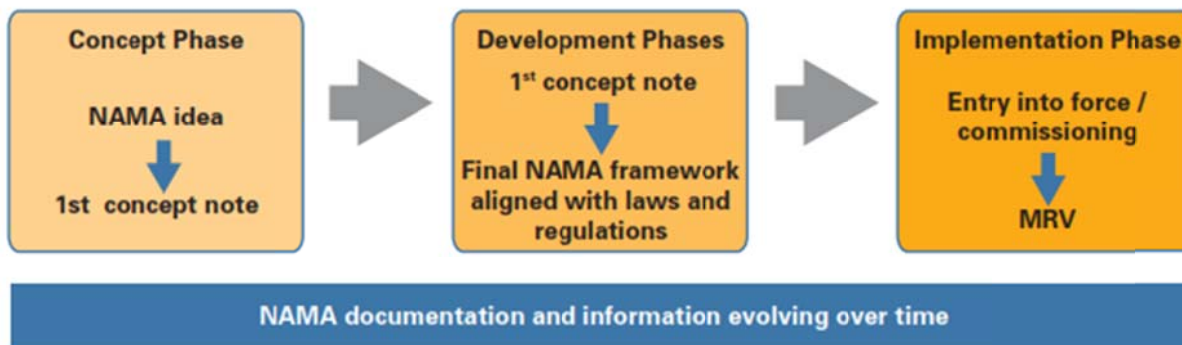 Concept Phase
NAMA idea
1st concept note
Development Phases
1st concept note
Final NAMA framework
aligned with laws and
regulations
Implementation Phase
Entry into force /
commissioning
MRV
NAMA documentation and information evolving over time